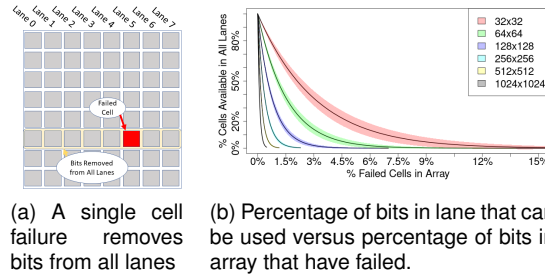 Lane 0
Lane 1
Lane 2
Lane 3
Lane 4
Lane 5
Lane 6
Lane 7
Failed
Cell
Bits Removed
from All Lanes
% Cells Available in All Lanes
80%
50%
20%
0%
0% 1.5% 3% 4.5% 6% 7.5% 9% 12% 15%
% Failed Cells in Array
32x32
64x64
128x128
256x256
512x512
1024x1024
(a) A single cell
failure removes
bits from all lanes
(b) Percentage of bits in lane that can
be used versus percentage of bits in
array that have failed.